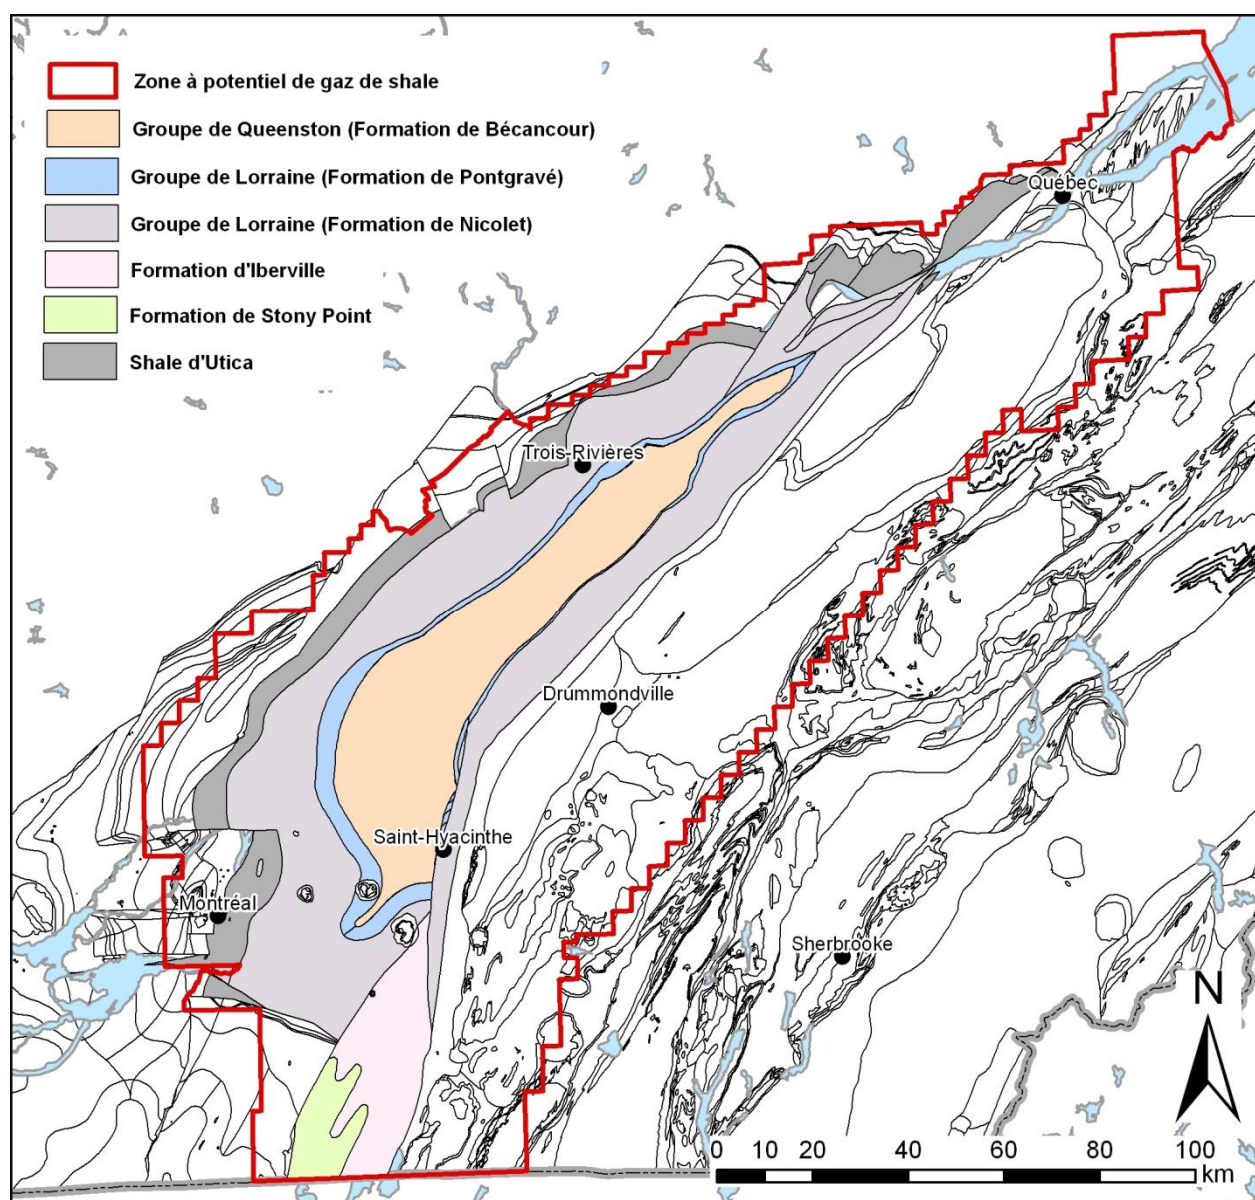 Zone à potentiel de gaz de shale
Groupe de Queenston (Formation de Bécancour)
Groupe de Lorraine (Formation de Pontgravé)
Groupe de Lorraine (Formation de Nicolet)
Formation d'Iberville
Formation de Stony Point
Shale d'Utica
Québec
Trois-Rivières
Drummondville
Saint-Hyacinthe
Montréal
Sherbrooke
N
0 10 20 40 60 80 100
km